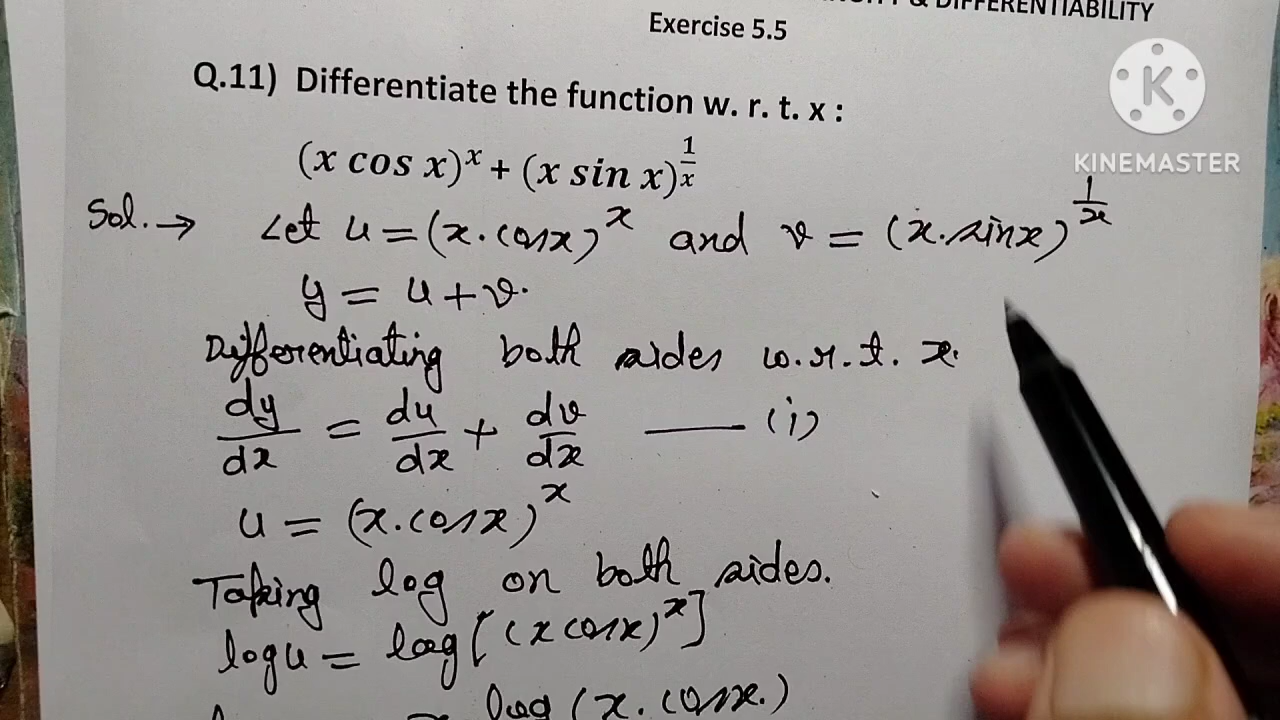 & DIFFERENTIABILITY
Exercise 5.5
K
KINEMASTER
Q.11) Differentiate the function w. r. t. x :
(x cos x)^x + (x sin x)^{1/x}
Sol. → Let u = (x. cosx)^x and v = (x. sinx)^{1/x}
y = u + v.
Differentiating both sides w.r.t. x.
dy/dx = du/dx + dv/dx —— (i)
u = (x. cosx)^x
Taking log on both sides.
log u = log [(x cosx)^x]
log (x. cosx.)